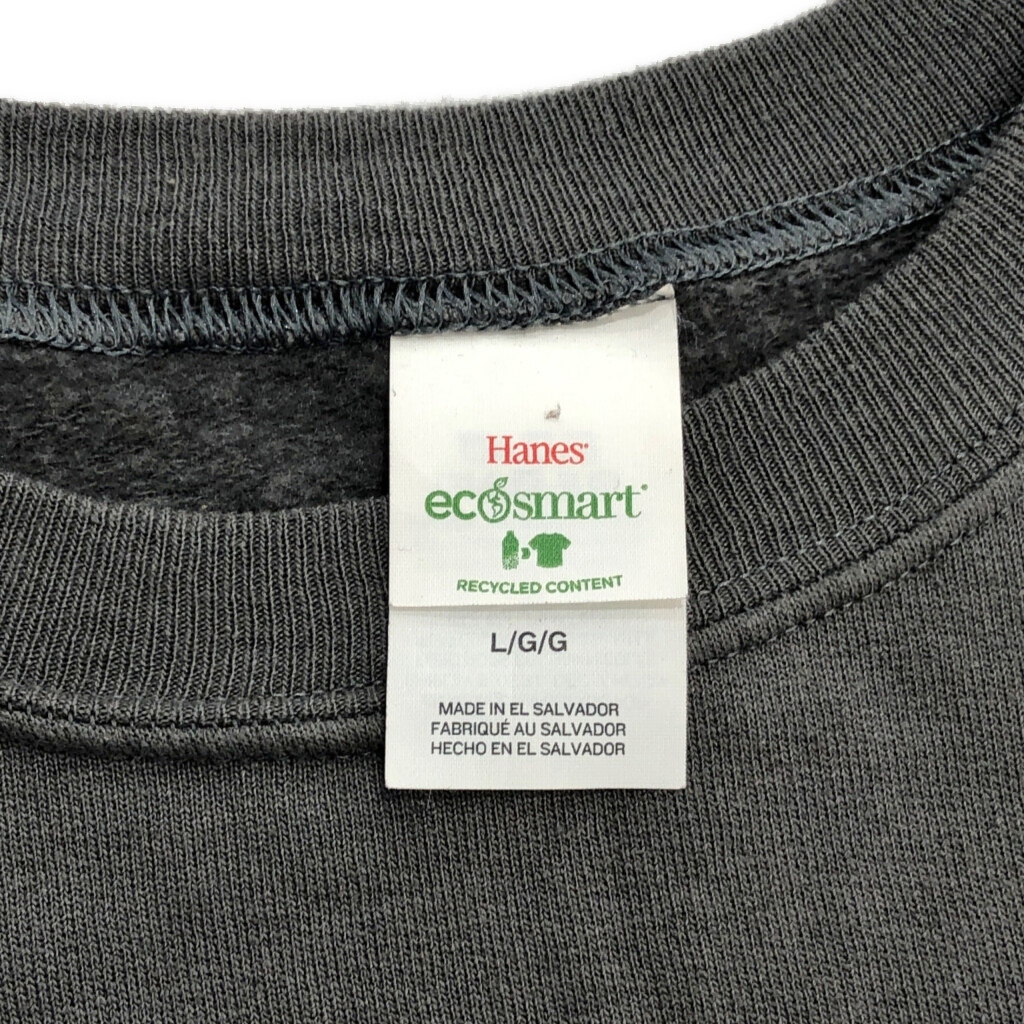 Hanes
ecosmart
RECYCLED CONTENT
L/G/G
MADE IN EL SALVADOR
FABRIQUÉ AU SALVADOR
HECHO EN EL SALVADOR